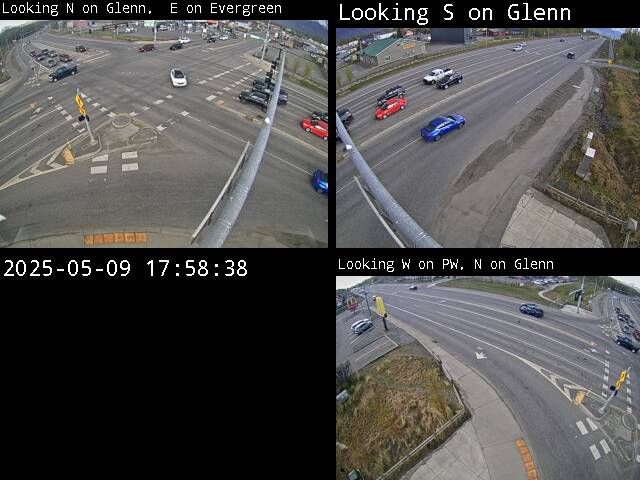 Looking N on Glenn, E on Evergreen
Looking S on Glenn
2025-05-09 17:58:38
Looking W on PW, N on Glenn